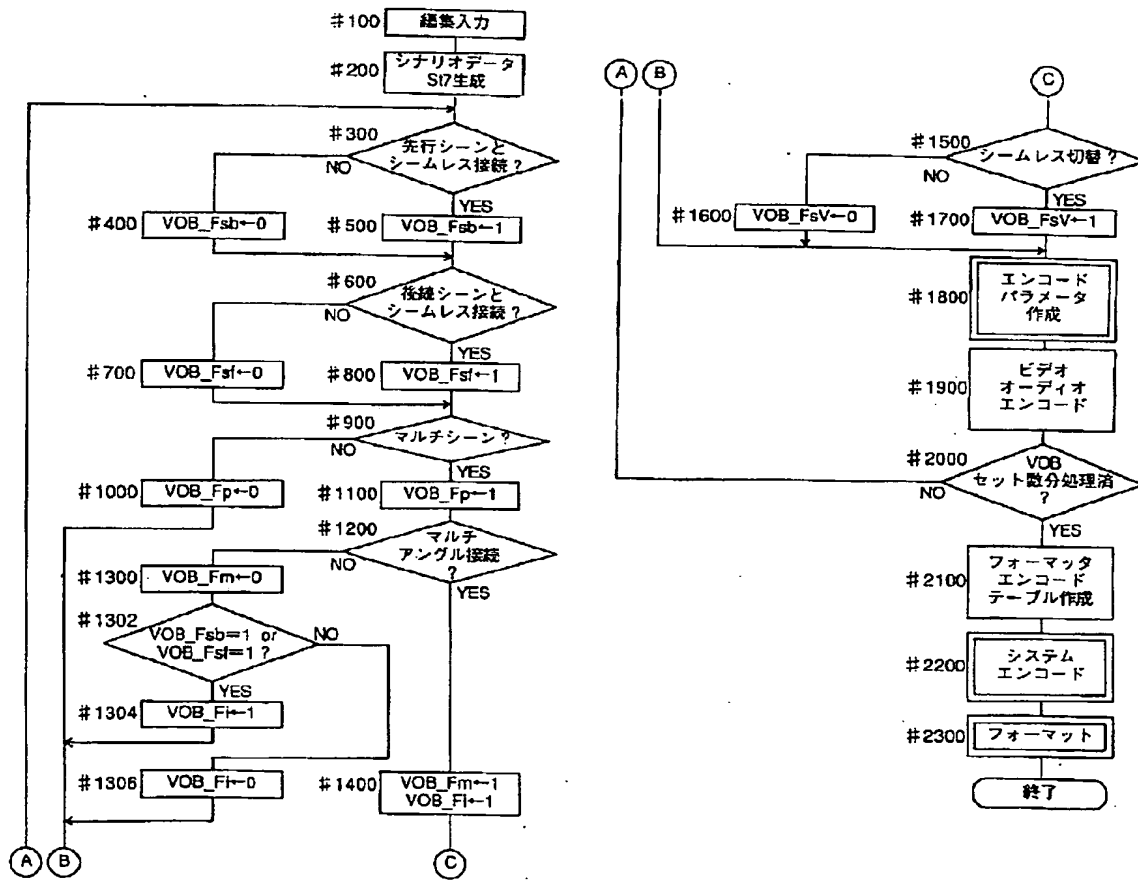 #100
編集入力
#200
シナリオデータ
St7生成
#300
先行シーンと
シームレス接続?
NO
YES
#400
VOB_Fsb←0
#500
VOB_Fsb←1
#600
後続シーンと
シームレス接続?
NO
YES
#700
VOB_Fsf←0
#800
VOB_Fsf←1
#900
マルチシーン?
NO
YES
#1000
VOB_Fp←0
#1100
VOB_Fp←1
#1200
マルチ
アングル接続
?
NO
YES
#1300
VOB_Fm←0
#1302
VOB_Fsb=1 or
VOB_Fsf=1?
NO
YES
#1304
VOB_Fi←1
#1306
VOB_Fi←0
#1400
VOB_Fm←1
VOB_Fi←1
A
B
C
A
B
C
#1500
シームレス切替?
NO
YES
#1600
VOB_FsV←0
#1700
VOB_FsV←1
#1800
エンコード
パラメータ
作成
#1900
ビデオ
オーディオ
エンコード
#2000
VOB
セット数分処理済
?
NO
YES
#2100
フォーマッタ
エンコード
テーブル作成
#2200
システム
エンコード
#2300
フォーマット
終了